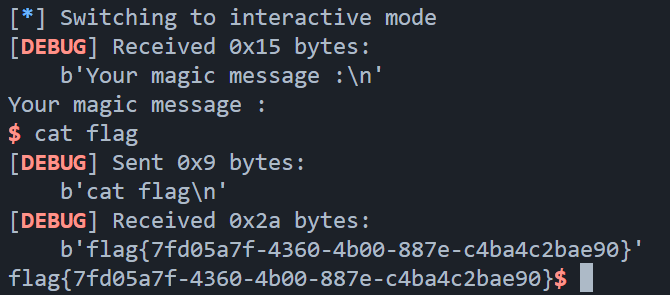 [*] Switching to interactive mode
[DEBUG] Received 0x15 bytes:
    b'Your magic message :\n'
Your magic message :
$ cat flag
[DEBUG] Sent 0x9 bytes:
    b'cat flag\n'
[DEBUG] Received 0x2a bytes:
    b'flag{7fd05a7f-4360-4b00-887e-c4ba4c2bae90}'
flag{7fd05a7f-4360-4b00-887e-c4ba4c2bae90}$